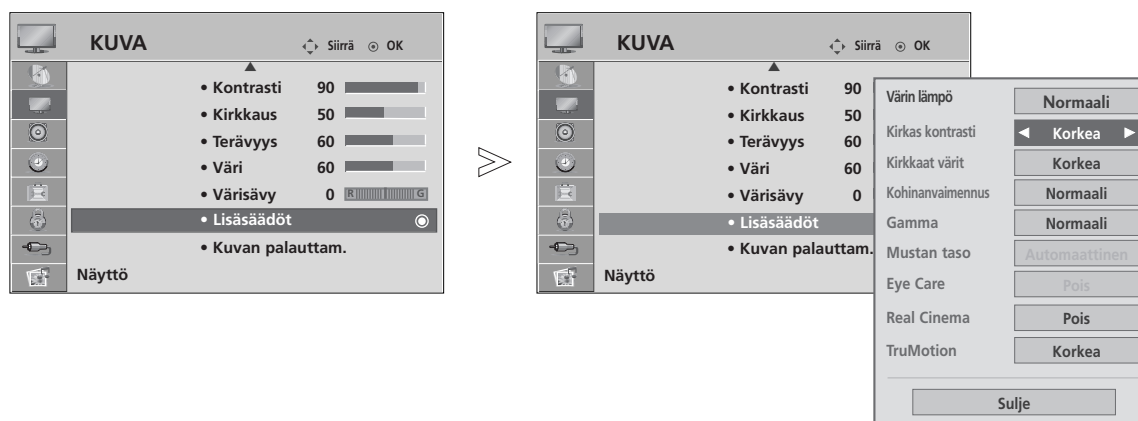 KUVA Siirrä OK
• Kontrasti 90
• Kirkkaus 50
• Terävyys 60
• Väri 60
• Värisävy 0 R G
• Lisäsäädöt
• Kuvan palauttam.
Näyttö
KUVA Siirrä OK
• Kontrasti 90
• Kirkkaus 50
• Terävyys 60
• Väri 60
• Värisävy 0
• Lisäsäädöt
• Kuvan palauttam.
Näyttö
Värin lämpö Normaali
Kirkas kontrasti Korkea
Kirkkaat värit Korkea
Kohinanvaimennus Normaali
Gamma Normaali
Mustan taso Automaattinen
Eye Care Pois
Real Cinema Pois
TruMotion Korkea
Sulje